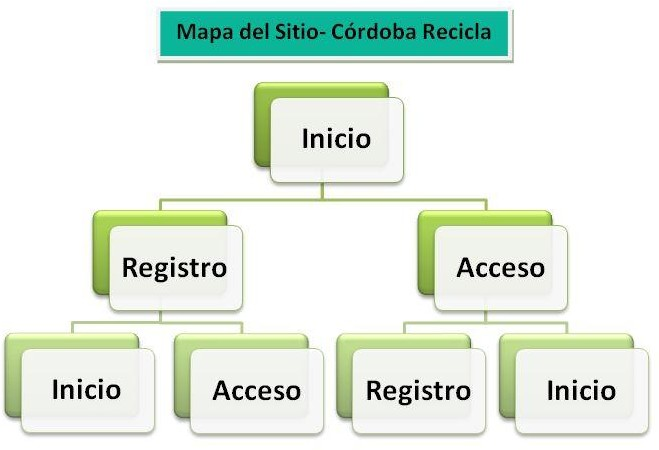 Mapa del Sitio- Córdoba Recicla
Inicio
Registro
Acceso
Inicio
Acceso
Registro
Inicio